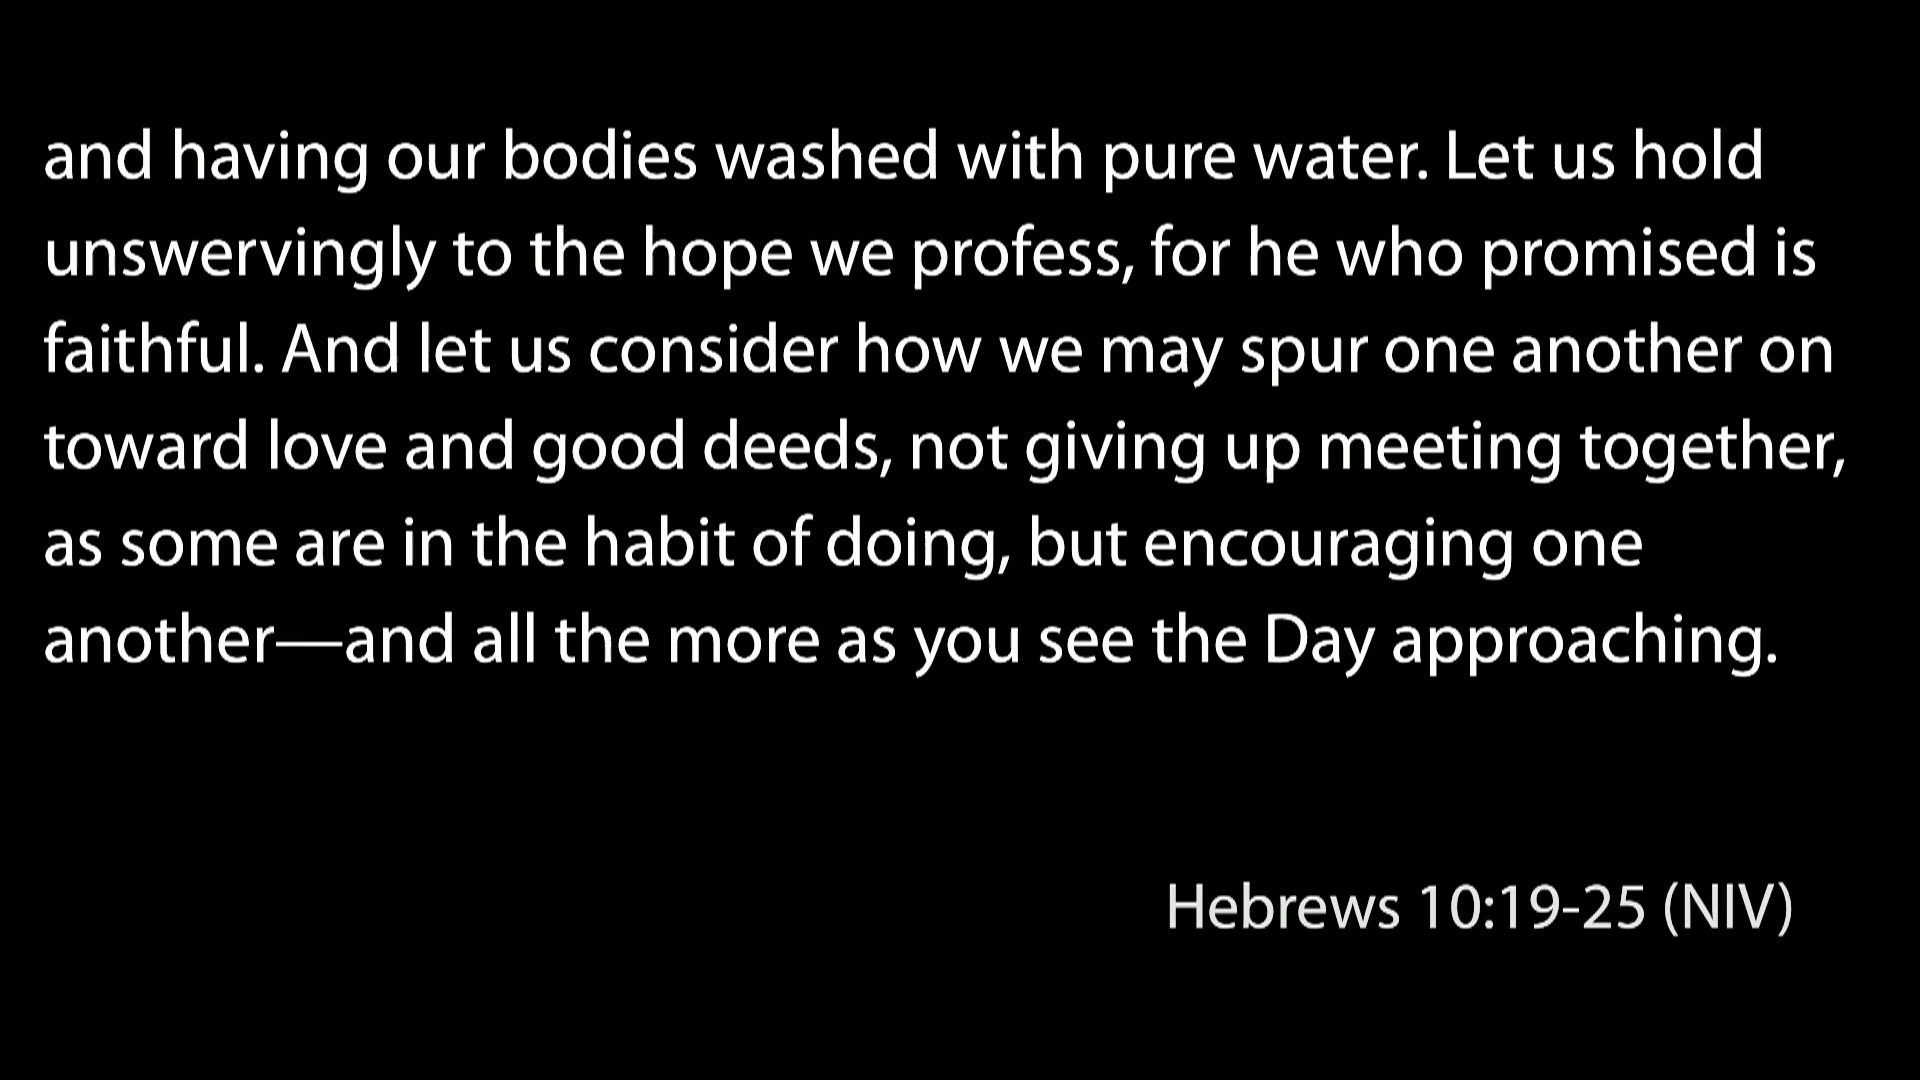 and having our bodies washed with pure water. Let us hold
unswervingly to the hope we profess, for he who promised is
faithful. And let us consider how we may spur one another on
toward love and good deeds, not giving up meeting together,
as some are in the habit of doing, but encouraging one
another—and all the more as you see the Day approaching.
Hebrews 10:19-25 (NIV)